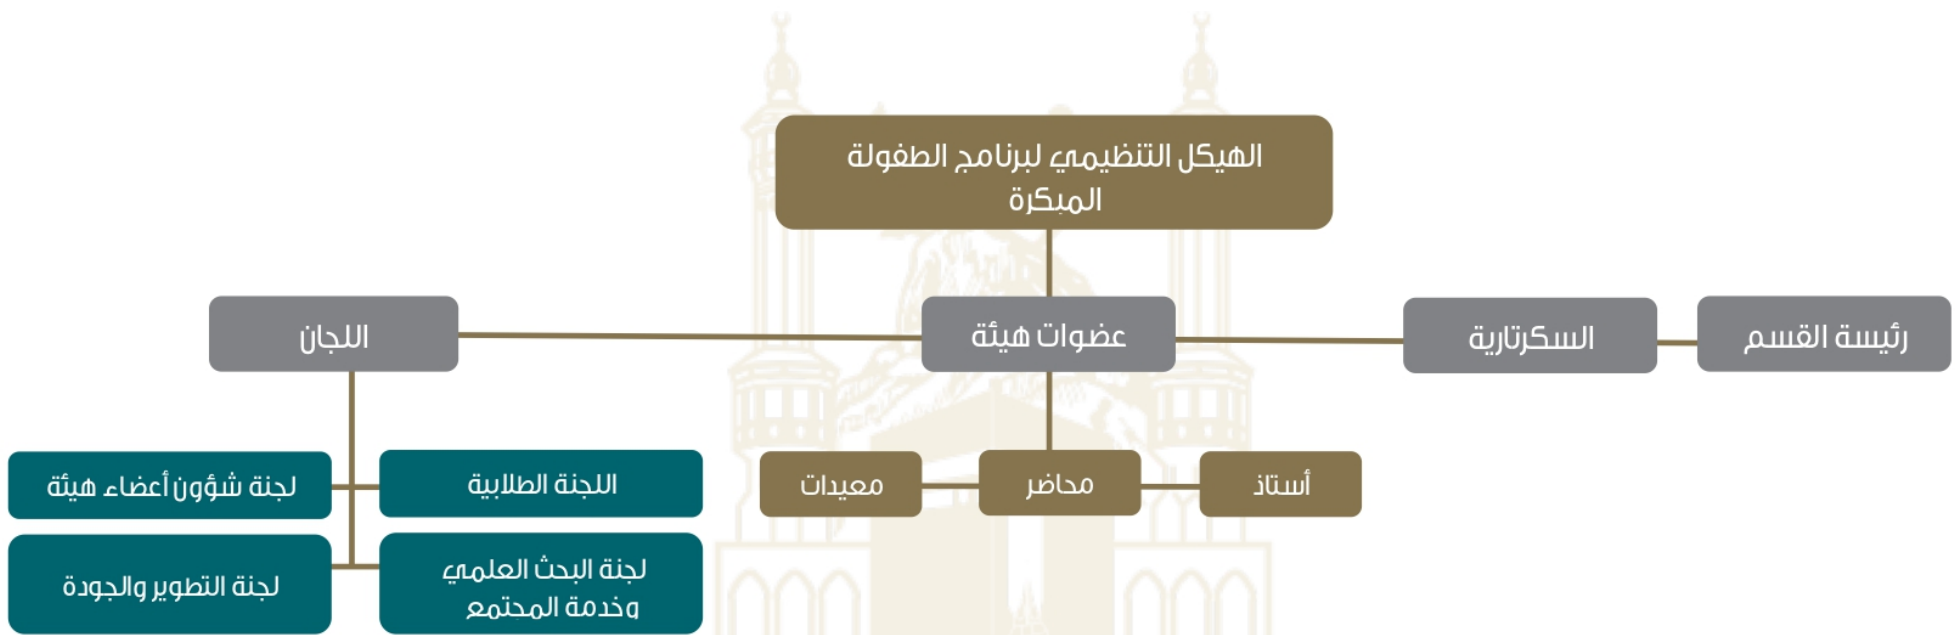 الهيكل التنظيمي لبرنامج الطفولة
المبكرة
رئيسة القسم
السكرتارية
عضوات هيئة
اللجان
أستاذ
محاضر
معيدات
اللجنة الطلابية
لجنة شؤون أعضاء هيئة
لجنة البحث العلمي
وخدمة المجتمع
لجنة التطوير والجودة